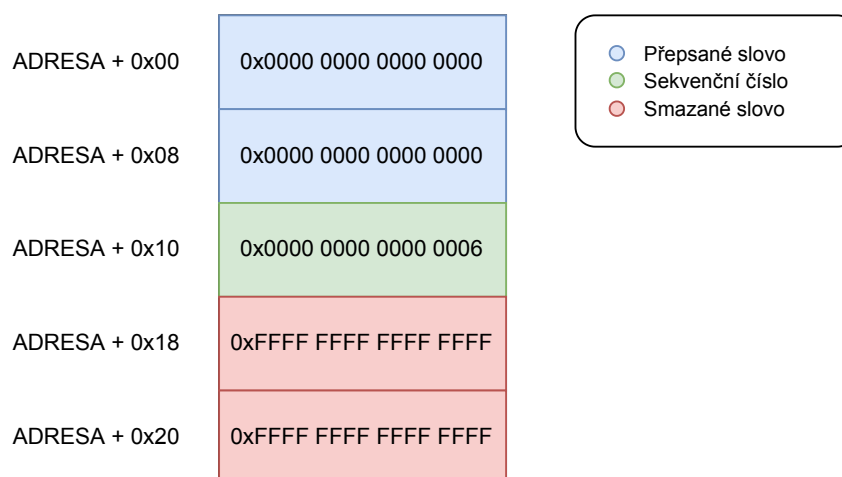 ADRESA + 0x00 0x0000 0000 0000 0000
ADRESA + 0x08 0x0000 0000 0000 0000
ADRESA + 0x10 0x0000 0000 0000 0006
ADRESA + 0x18 0xFFFF FFFF FFFF FFFF
ADRESA + 0x20 0xFFFF FFFF FFFF FFFF
Přepsané slovo
Sekvenční číslo
Smazané slovo